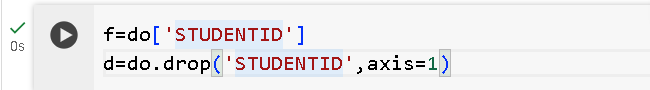 f=do['STUDENTID']
0s
d=do.drop('STUDENTID',axis=1)